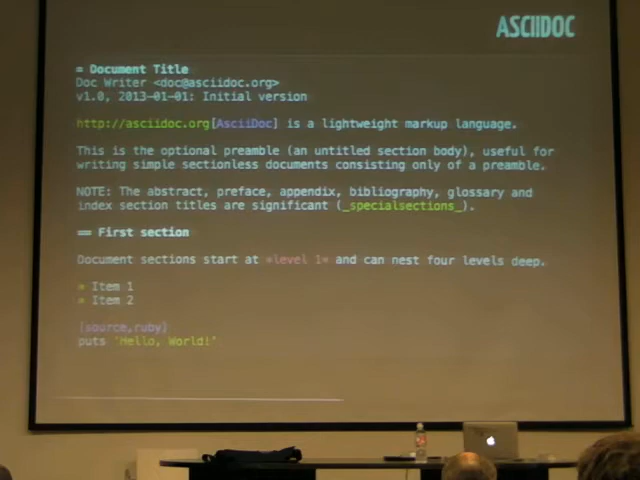 ASCIIDOC
= Document Title
Doc Writer <doc@asciidoc.org>
v1.0, 2013-01-01: Initial version
http://asciidoc.org[AsciiDoc] is a lightweight markup language.
This is the optional preamble (an untitled section body), useful for
writing simple sectionless documents consisting only of a preamble.
NOTE: The abstract, preface, appendix, bibliography, glossary and
index section titles are significant (_specialsections_).
== First section
Document sections start at *level 1* and can nest four levels deep.
* Item 1
* Item 2
[source,ruby]
puts 'Hello, World!'